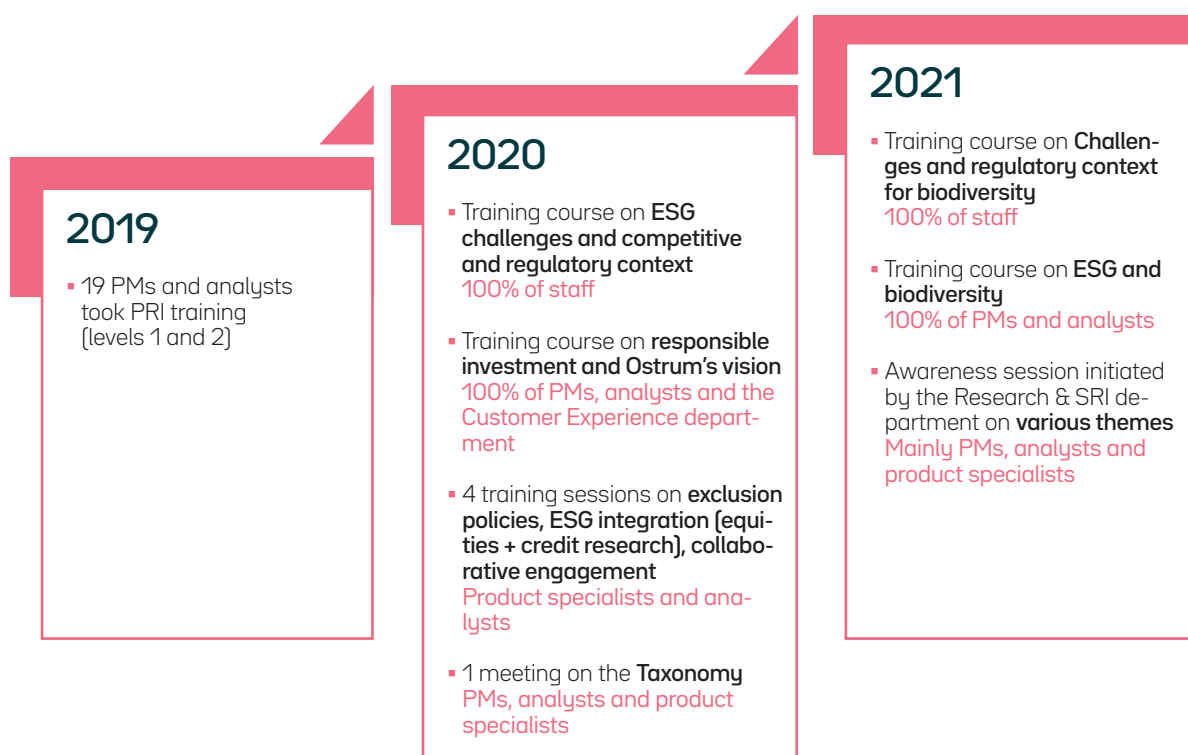 2019
▪ 19 PMs and analysts
took PRI training
(levels 1 and 2)
2020
▪ Training course on ESG
challenges and competitive
and regulatory context
100% of staff
▪ Training course on responsible
investment and Ostrum's vision
100% of PMs, analysts and the
Customer Experience depart-
ment
▪ 4 training sessions on exclusion
policies, ESG integration (equi-
ties + credit research), collabo-
rative engagement
Product specialists and ana-
lysts
▪ 1 meeting on the Taxonomy
PMs, analysts and product
specialists
2021
▪ Training course on Challen-
ges and regulatory context
for biodiversity
100% of staff
▪ Training course on ESG and
biodiversity
100% of PMs and analysts
▪ Awareness session initiated
by the Research & SRI de-
partment on various themes
Mainly PMs, analysts and
product specialists